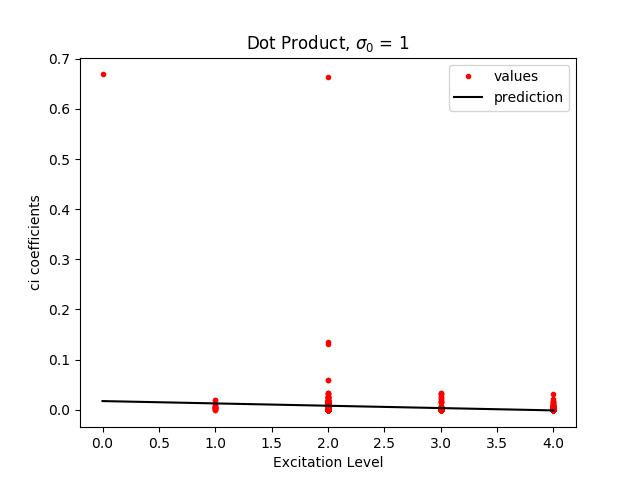 Dot Product, σ₀ = 1
values
prediction
ci coefficients
0.7
0.6
0.5
0.4
0.3
0.2
0.1
0.0
0.0 0.5 1.0 1.5 2.0 2.5 3.0 3.5 4.0
Excitation Level